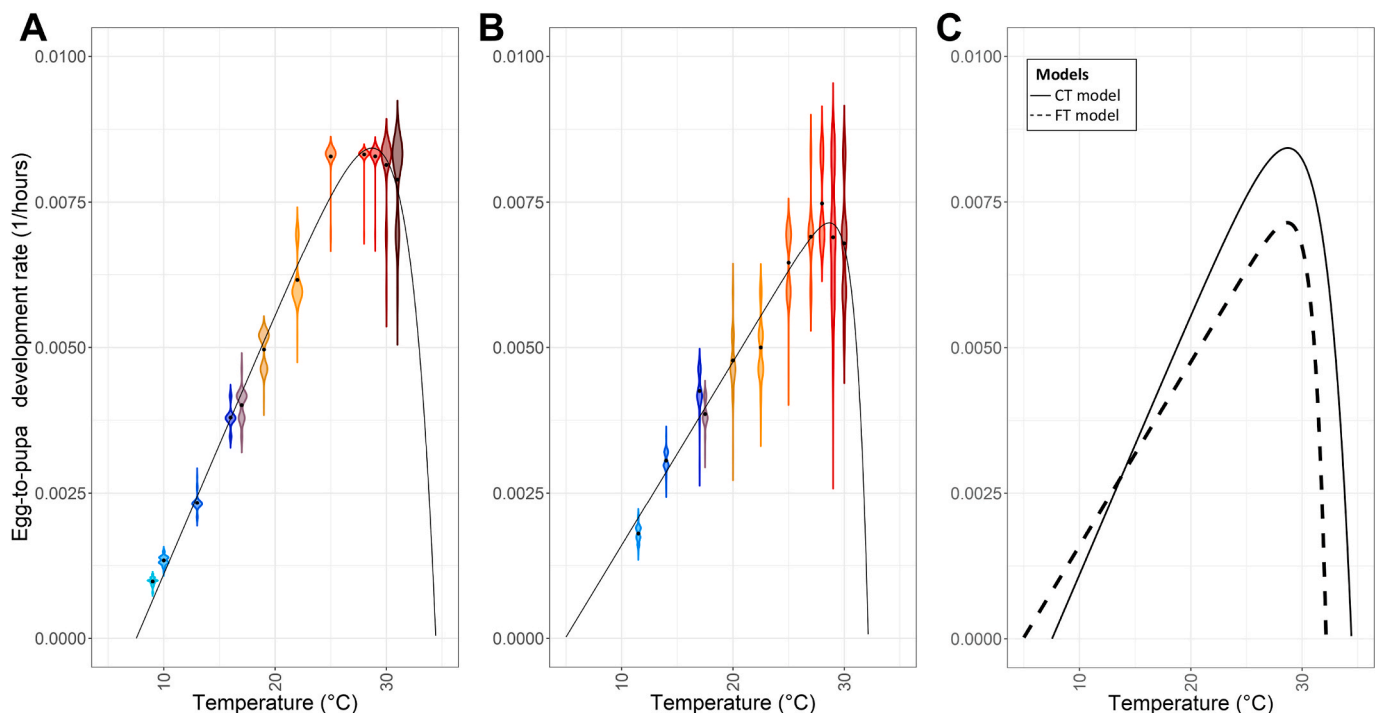 A
B
C
Egg-to-pupa development rate (1/hours)
0.0100
0.0075
0.0050
0.0025
0.0000
10
20
30
Temperature (°C)
0.0100
0.0075
0.0050
0.0025
0.0000
10
20
30
Temperature (°C)
0.0100
0.0075
0.0050
0.0025
0.0000
Models
CT model
FT model
10
20
30
Temperature (°C)